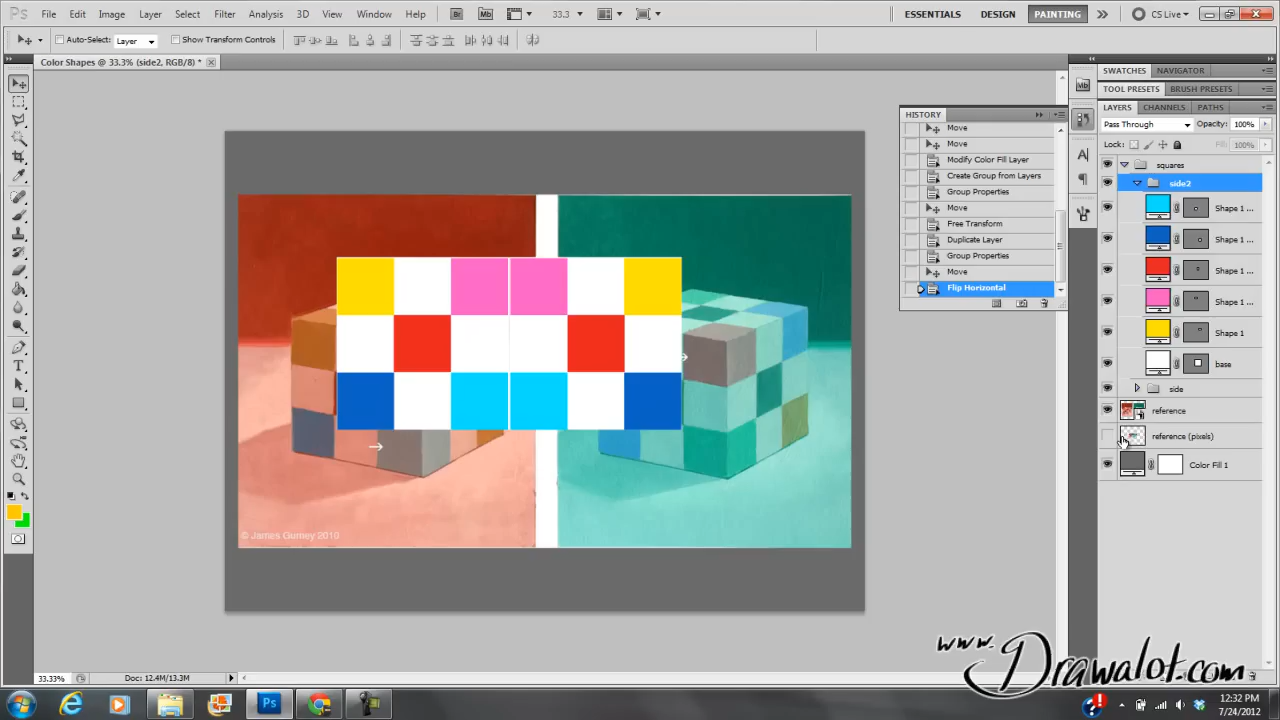 PS File Edit Image Layer Select Filter Analysis 3D View Window Help Br Mb 33.3 ESSENTIALS DESIGN PAINTING CS Live
Auto-Select: Layer Show Transform Controls
Color Shapes @ 33.3% (side2, RGB/8) *
SWATCHES NAVIGATOR
TOOL PRESETS BRUSH PRESETS
LAYERS CHANNELS PATHS
Pass Through Opacity: 100%
Lock: Fill: 100%
HISTORY
Move
Move
Modify Color Fill Layer
Create Group from Layers
Group Properties
Move
Free Transform
Duplicate Layer
Group Properties
Move
Flip Horizontal
squares
side2
Shape 1 ...
Shape 1 ...
Shape 1 ...
Shape 1 ...
Shape 1
base
side
reference
reference (pixels)
Color Fill 1
© James Gurney 2010
33.33% Doc: 12.4M/13.3M
www.Drawalot.com
12:32 PM
7/24/2012